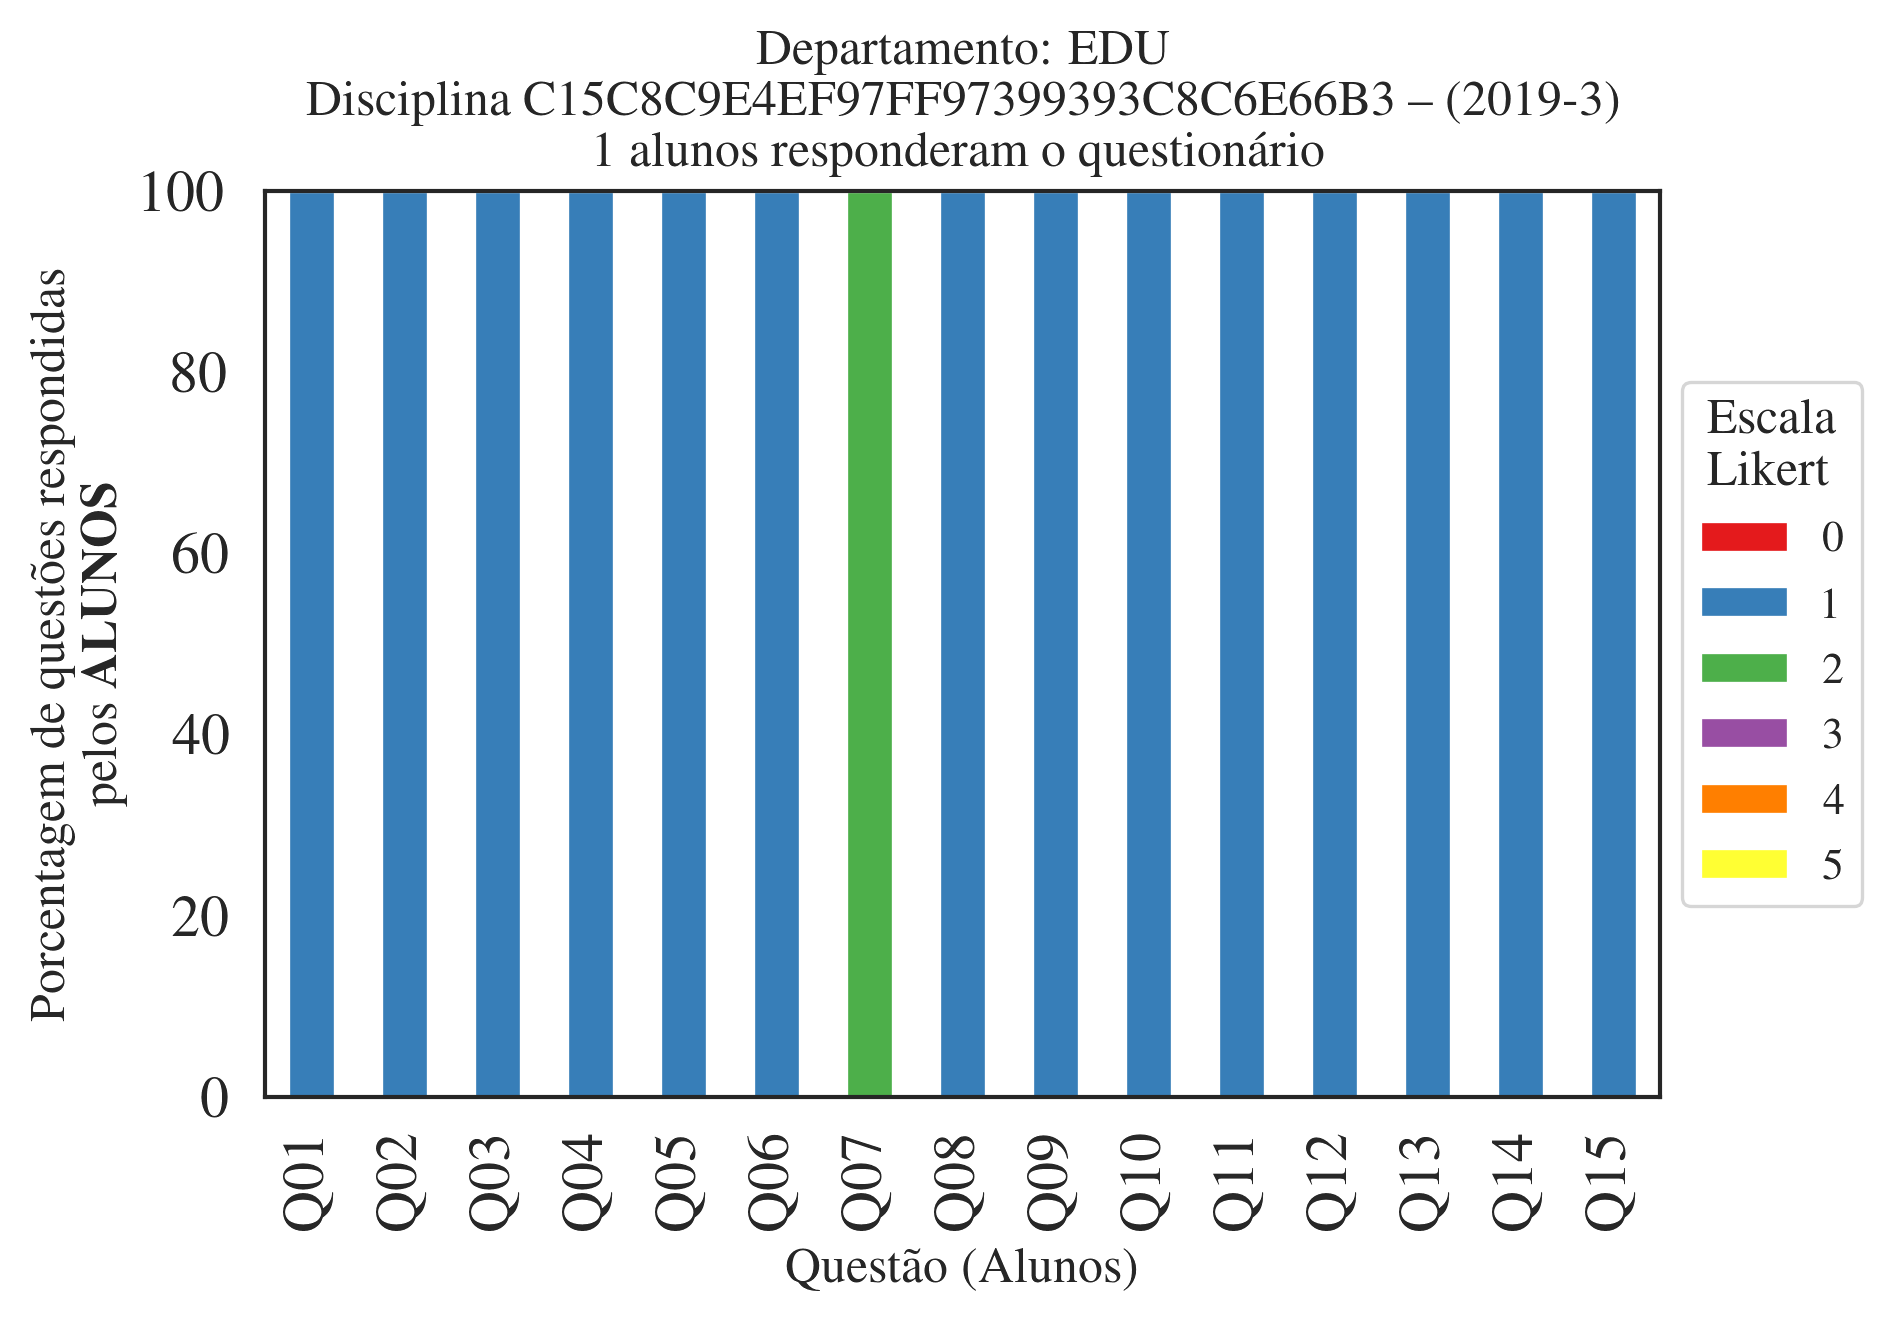 Departamento: EDU
Disciplina C15C8C9E4EF97FF97399393C8C6E66B3 – (2019-3)
1 alunos responderam o questionário
Porcentagem de questões respondidas
pelos ALUNOS
100
80
60
40
20
0
Q01
Q02
Q03
Q04
Q05
Q06
Q07
Q08
Q09
Q10
Q11
Q12
Q13
Q14
Q15
Questão (Alunos)
Escala
Likert
0
1
2
3
4
5